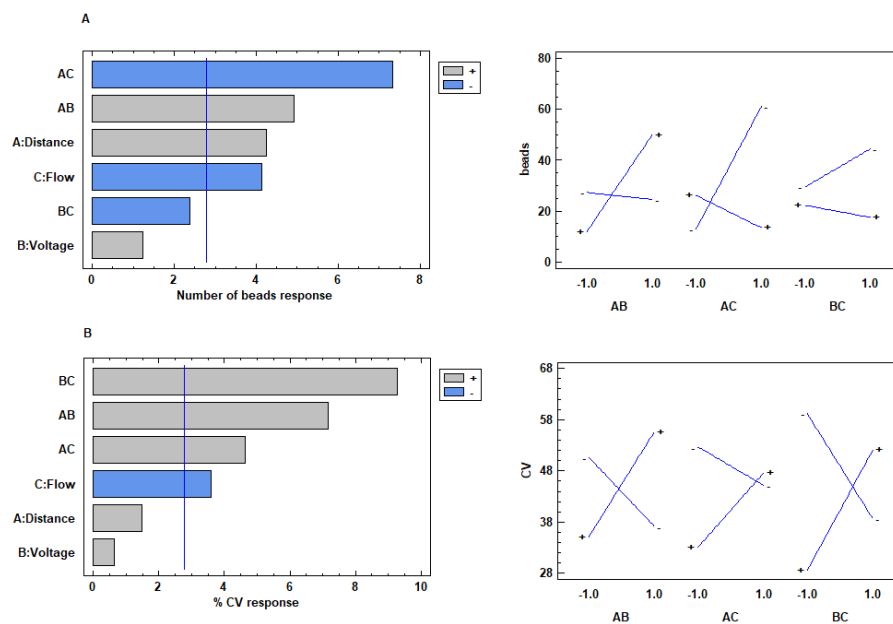 A
AC
AB
A:Distance
C:Flow
BC
B:Voltage
0 2 4 6 8
Number of beads response
+
-
beads
80
60
40
20
0
-1.0 1.0 -1.0 1.0 -1.0 1.0
AB AC BC
B
BC
AB
AC
C:Flow
A:Distance
B:Voltage
0 2 4 6 8 10
% CV response
+
-
CV
68
58
48
38
28
-1.0 1.0 -1.0 1.0 -1.0 1.0
AB AC BC